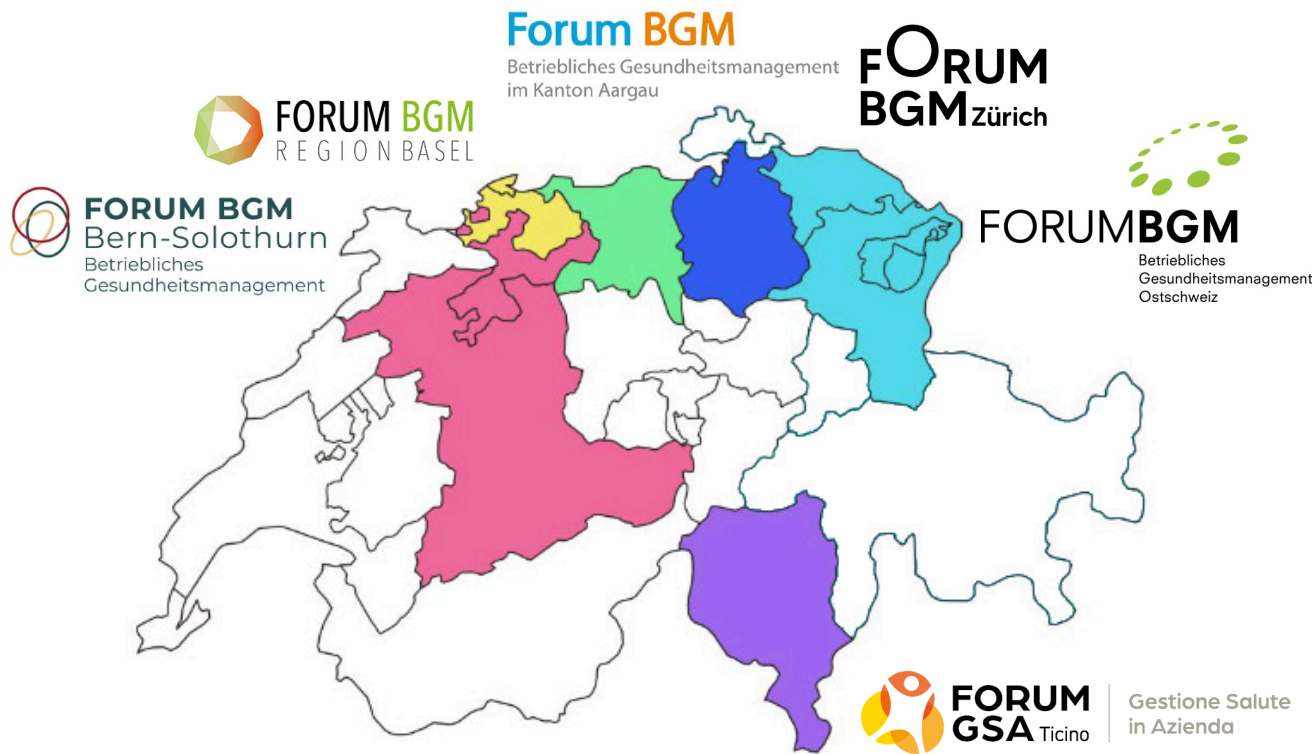 Forum BGM
Betriebliches Gesundheitsmanagement
im Kanton Aargau
FORUM
BGM Zürich
FORUM BGM
REGION BASEL
FORUM BGM
Bern-Solothurn
Betriebliches
Gesundheitsmanagement
FORUMBGM
Betriebliches
Gesundheitsmanagement
Ostschweiz
FORUM
GSA Ticino
Gestione Salute
in Azienda